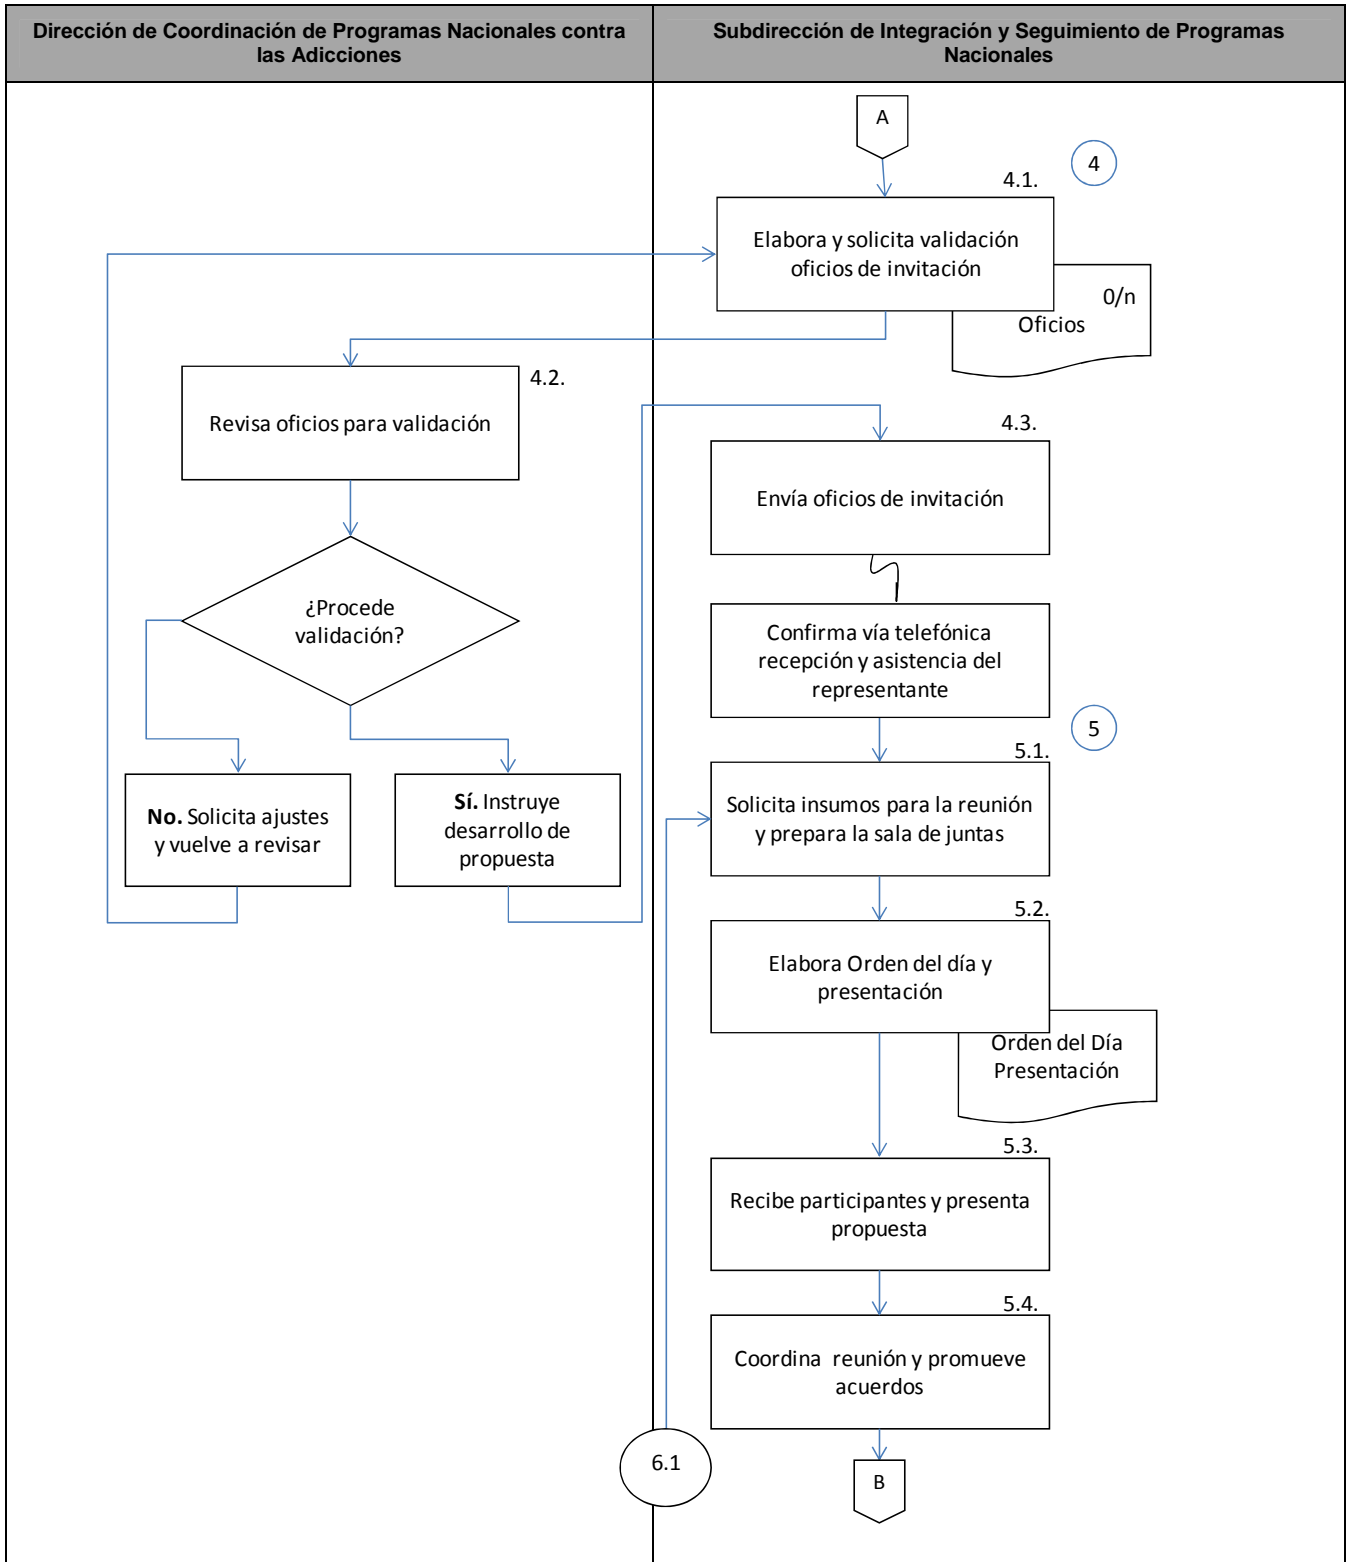 Dirección de Coordinación de Programas Nacionales contra
las Adicciones
Subdirección de Integración y Seguimiento de Programas
Nacionales
A
4
4.1.
Elabora y solicita validación
oficios de invitación
0/n
Oficios
4.2.
Revisa oficios para validación
4.3.
Envía oficios de invitación
¿Procede
validación?
Confirma vía telefónica
recepción y asistencia del
representante
5
5.1.
No. Solicita ajustes
y vuelve a revisar
Sí. Instruye
desarrollo de
propuesta
Solicita insumos para la reunión
y prepara la sala de juntas
5.2.
Elabora Orden del día y
presentación
Orden del Día
Presentación
5.3.
Recibe participantes y presenta
propuesta
5.4.
Coordina  reunión y promueve
acuerdos
6.1
B